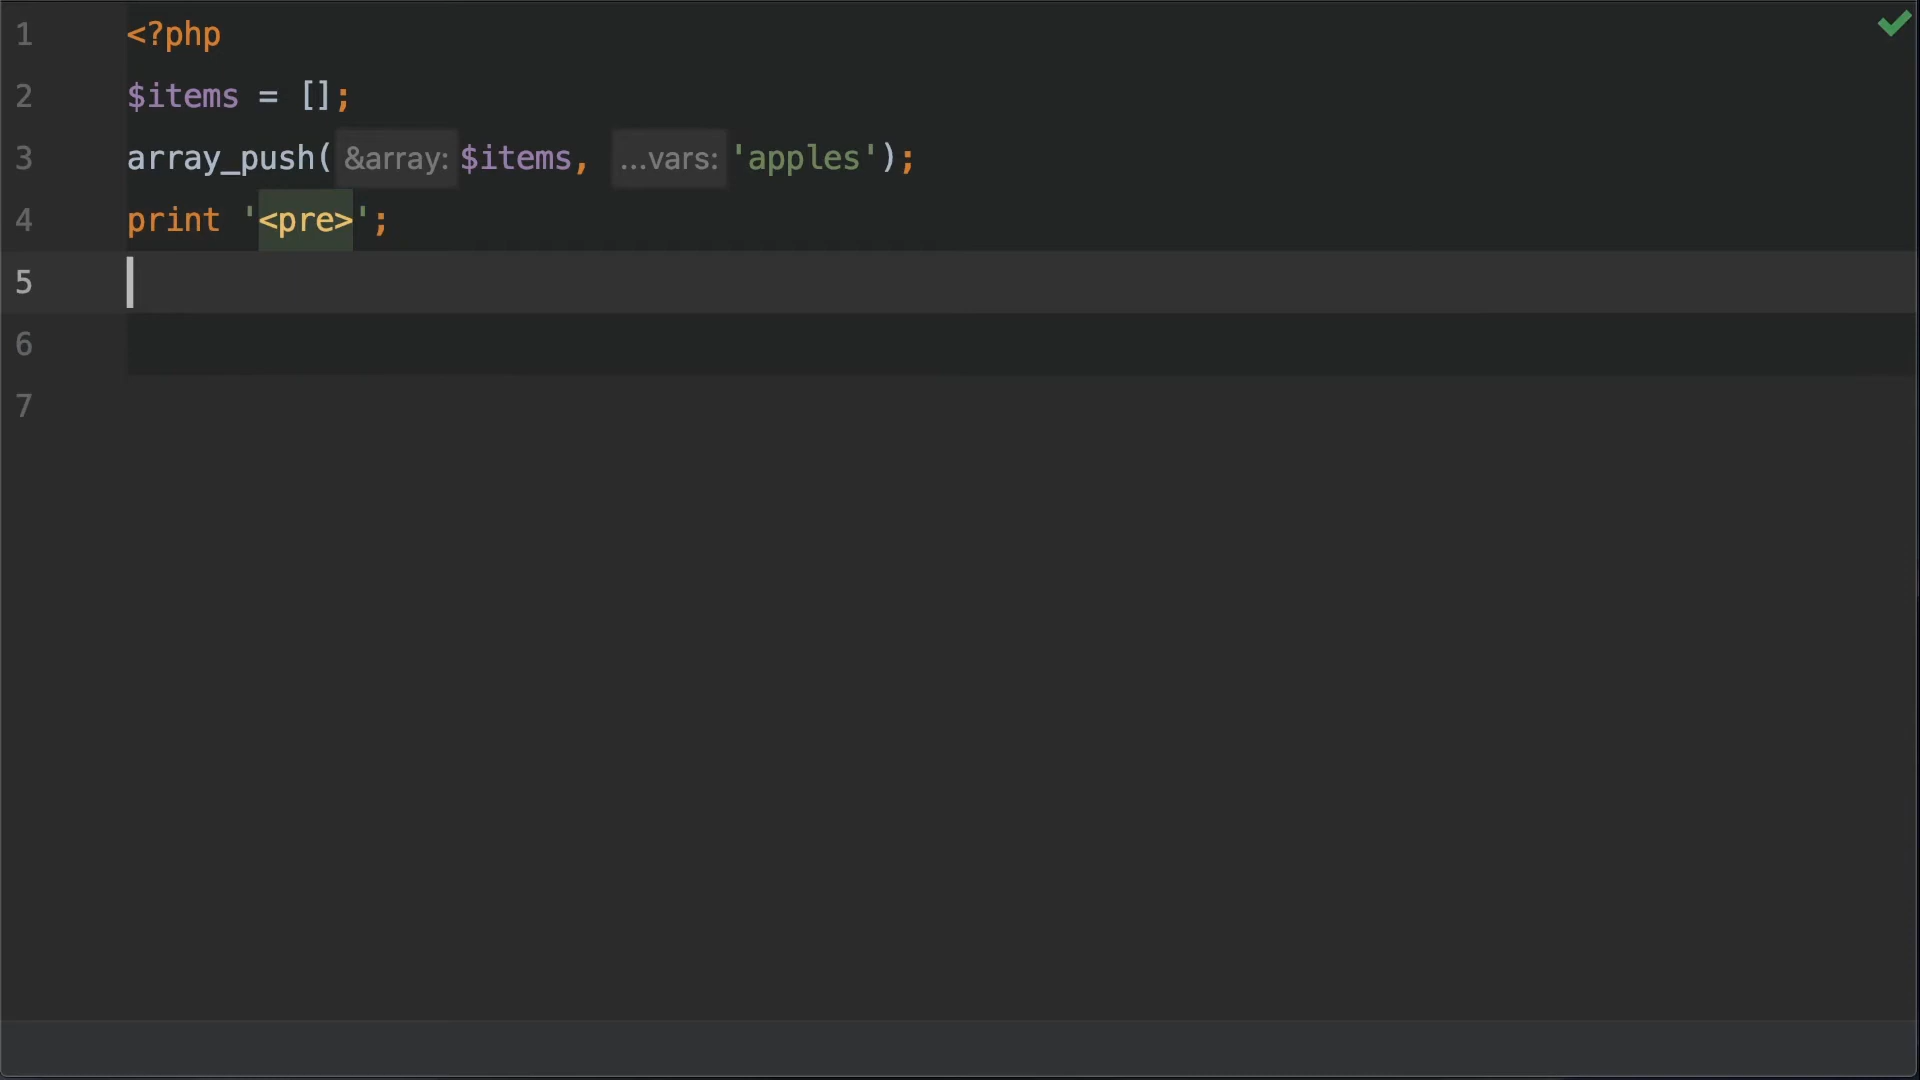 1 <?php
2 $items = [];
3 array_push( &array: $items, ...vars: 'apples');
4 print '<pre>';
5
6
7